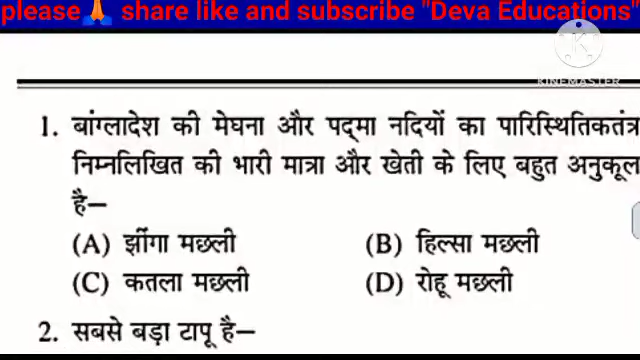 please🙏 share like and subscribe "Deva Educations"
KINEMASTER
1. बांग्लादेश की मेघना और पद्मा नदियों का पारिस्थितिकतंत्र
निम्नलिखित की भारी मात्रा और खेती के लिए बहुत अनुकूल
है—
(A) झींगा मछली (B) हिल्सा मछली
(C) कतला मछली (D) रोहू मछली
2. सबसे बड़ा टापू है—